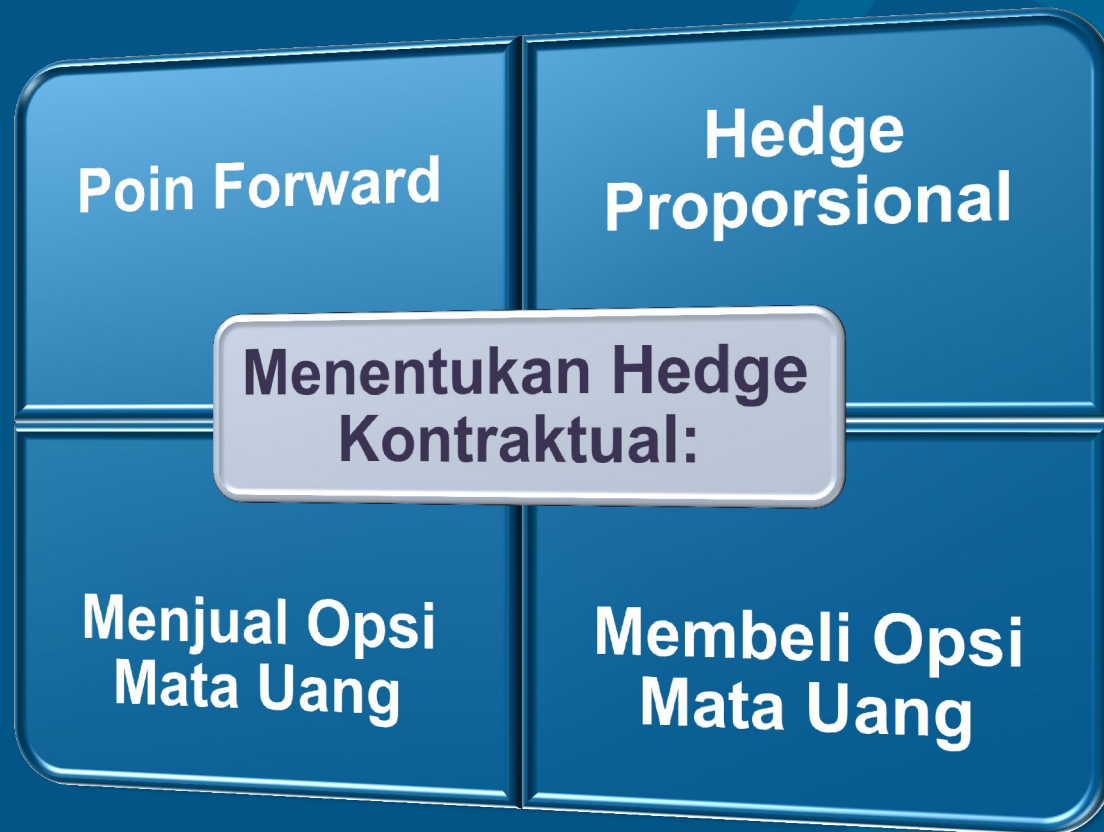 Poin Forward
Hedge
Proporsional
Menentukan Hedge
Kontraktual:
Menjual Opsi
Mata Uang
Membeli Opsi
Mata Uang